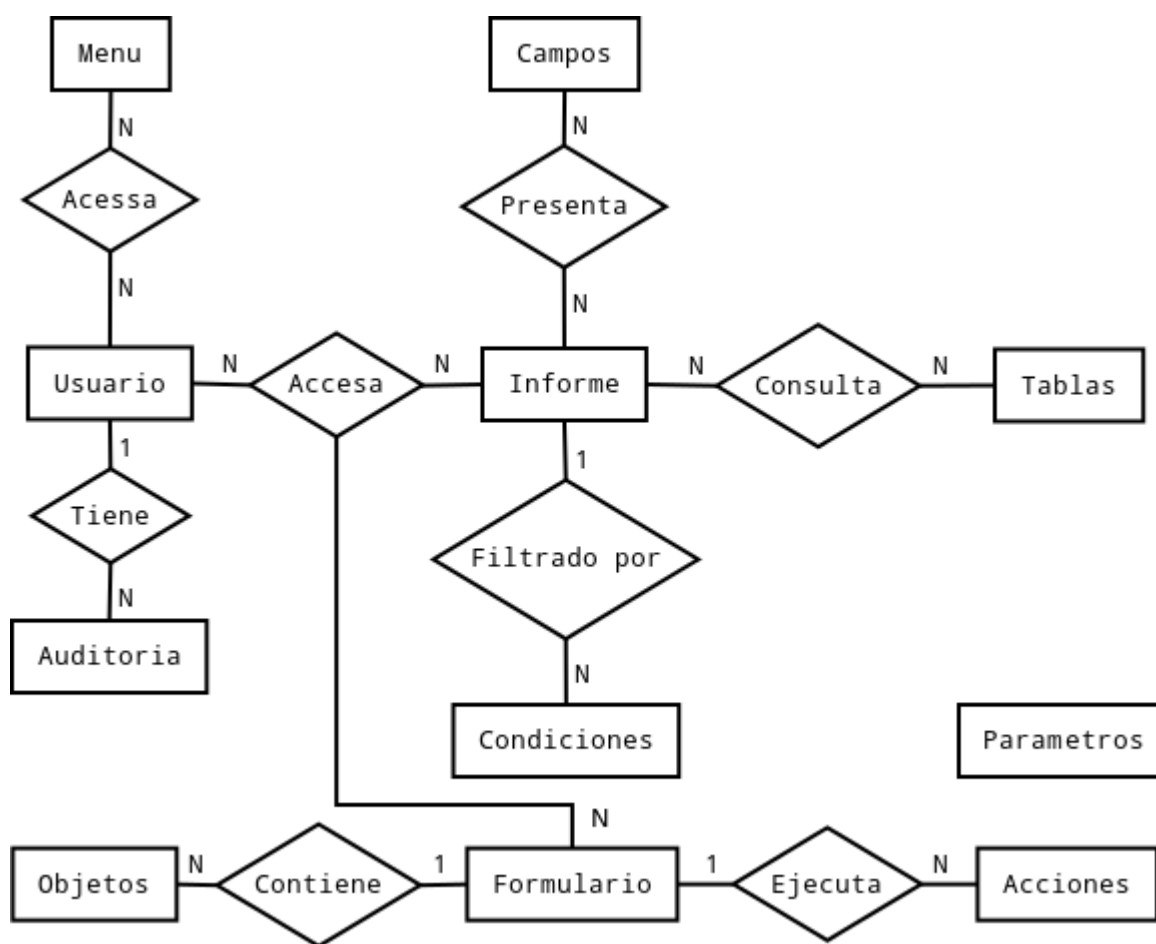 Menu
Campos
N
N
Acessa
Presenta
N
N
Usuario
N
Accesa
N
Informe
N
Consulta
N
Tablas
1
1
Tiene
Filtrado por
N
Auditoria
N
Condiciones
Parametros
N
Objetos
N
Contiene
1
Formulario
1
Ejecuta
N
Acciones